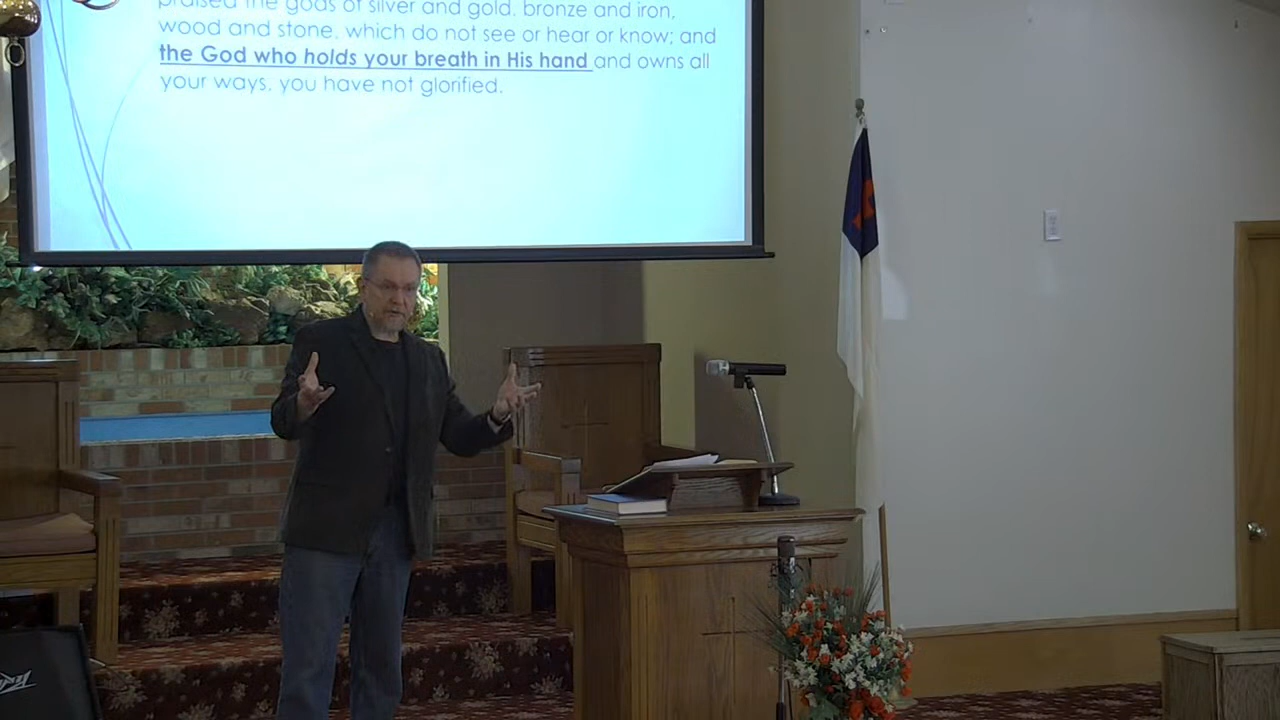 praised the gods of silver and gold, bronze and iron,
wood and stone, which do not see or hear or know; and
the God who holds your breath in His hand and owns all
your ways, you have not glorified.